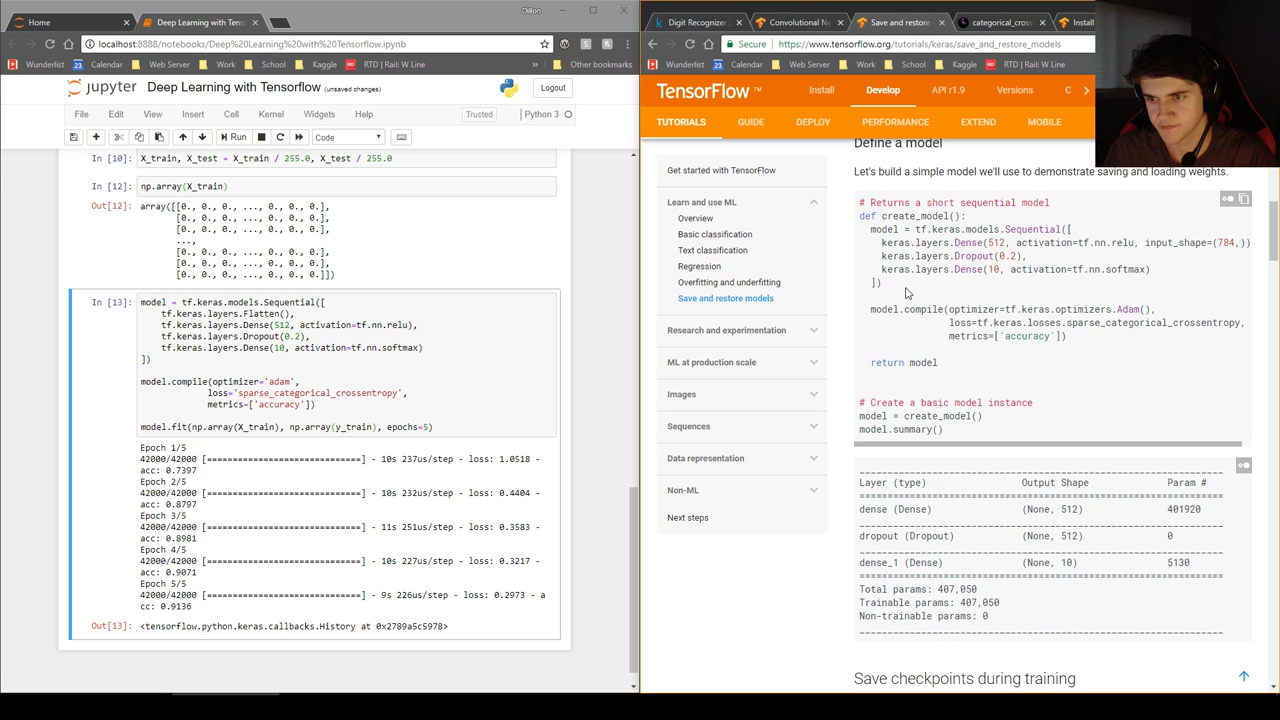 Home
Deep Learning with Tens
Dillon
localhost:8888/notebooks/Deep%20Learning%20with%20Tensorflow.ipynb
Wunderlist
Calendar
Web Server
Work
School
Kaggle
RTD | Rail: W Line
»
Other bookmarks
jupyter
Deep Learning with Tensorflow (unsaved changes)
Logout
File
Edit
View
Insert
Cell
Kernel
Widgets
Help
Trusted
Python 3
Run
Code
In [10]: X_train, X_test = X_train / 255.0, X_test / 255.0
In [12]: np.array(X_train)
Out[12]: array([[0., 0., 0., ..., 0., 0., 0.],
[0., 0., 0., ..., 0., 0., 0.],
[0., 0., 0., ..., 0., 0., 0.],
...,
[0., 0., 0., ..., 0., 0., 0.],
[0., 0., 0., ..., 0., 0., 0.],
[0., 0., 0., ..., 0., 0., 0.]])
In [13]: model = tf.keras.models.Sequential([
tf.keras.layers.Flatten(),
tf.keras.layers.Dense(512, activation=tf.nn.relu),
tf.keras.layers.Dropout(0.2),
tf.keras.layers.Dense(10, activation=tf.nn.softmax)
])
model.compile(optimizer='adam',
loss='sparse_categorical_crossentropy',
metrics=['accuracy'])
model.fit(np.array(X_train), np.array(y_train), epochs=5)
Epoch 1/5
42000/42000 [==============================] - 10s 237us/step - loss: 1.0518 -
acc: 0.7397
Epoch 2/5
42000/42000 [==============================] - 10s 232us/step - loss: 0.4404 -
acc: 0.8797
Epoch 3/5
42000/42000 [==============================] - 11s 251us/step - loss: 0.3583 -
acc: 0.8981
Epoch 4/5
42000/42000 [==============================] - 10s 227us/step - loss: 0.3217 -
acc: 0.9071
Epoch 5/5
42000/42000 [==============================] - 9s 226us/step - loss: 0.2973 - a
cc: 0.9136
Out[13]: <tensorflow.python.keras.callbacks.History at 0x2789a5c5978>
Digit Recognizer |
Convolutional Ne
Save and restore
categorical_cross
Install
Secure
https://www.tensorflow.org/tutorials/keras/save_and_restore_models
Wunderlist
Calendar
Web Server
Work
School
Kaggle
RTD | Rail: W Line
TensorFlow ™
Install
Develop
API r1.9
Versions
C
TUTORIALS
GUIDE
DEPLOY
PERFORMANCE
EXTEND
MOBILE
Get started with TensorFlow
Learn and use ML
Overview
Basic classification
Text classification
Regression
Overfitting and underfitting
Save and restore models
Research and experimentation
ML at production scale
Images
Sequences
Data representation
Non-ML
Next steps
Define a model
Let's build a simple model we'll use to demonstrate saving and loading weights.
# Returns a short sequential model
def create_model():
model = tf.keras.models.Sequential([
keras.layers.Dense(512, activation=tf.nn.relu, input_shape=(784,))
keras.layers.Dropout(0.2),
keras.layers.Dense(10, activation=tf.nn.softmax)
])
model.compile(optimizer=tf.keras.optimizers.Adam(),
loss=tf.keras.losses.sparse_categorical_crossentropy,
metrics=['accuracy'])
return model
# Create a basic model instance
model = create_model()
model.summary()
Layer (type) Output Shape Param #
dense (Dense) (None, 512) 401920
dropout (Dropout) (None, 512) 0
dense_1 (Dense) (None, 10) 5130
Total params: 407,050
Trainable params: 407,050
Non-trainable params: 0
Save checkpoints during training